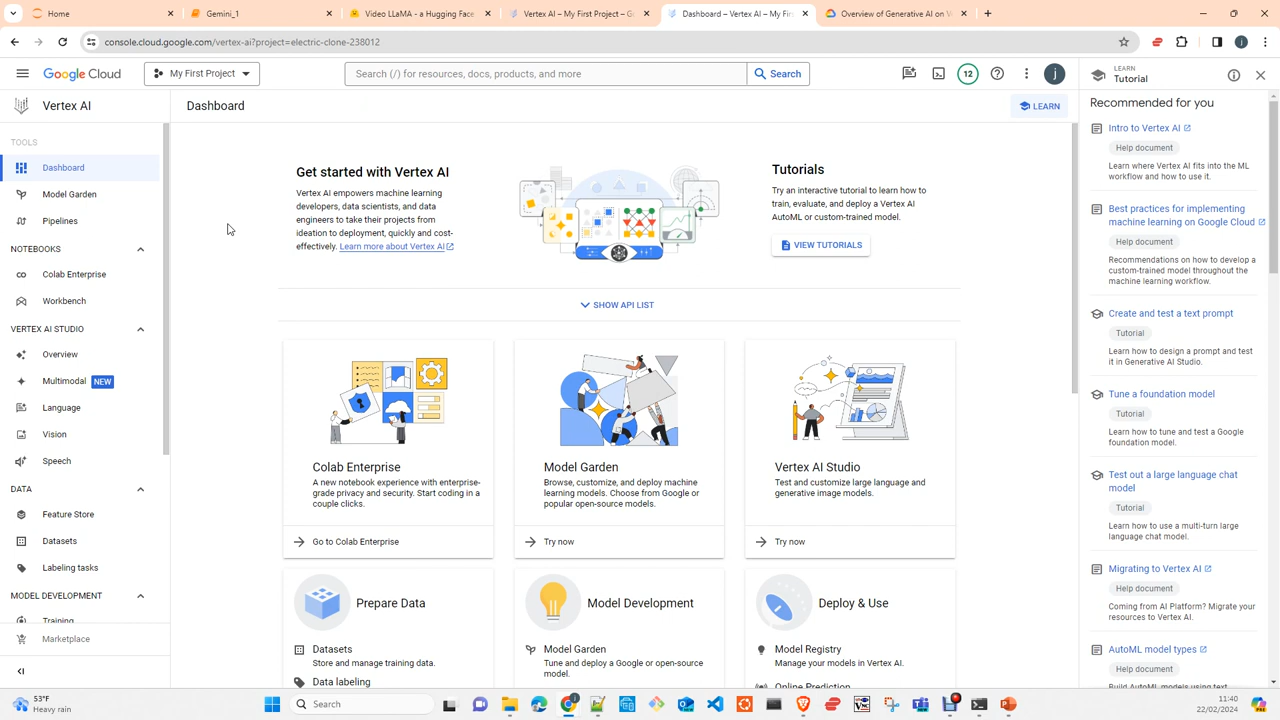 Home
Gemini_1
Video LLaMA - a Hugging Face
Vertex AI – My First Project – G
Dashboard – Vertex AI – My First
Overview of Generative AI on V
console.cloud.google.com/vertex-ai?project=electric-clone-238012
j
Google Cloud
My First Project
Search (/) for resources, docs, products, and more
Search
12
j
LEARN
Tutorial
Vertex AI
Dashboard
LEARN
TOOLS
Dashboard
Model Garden
Pipelines
NOTEBOOKS
Colab Enterprise
Workbench
VERTEX AI STUDIO
Overview
Multimodal NEW
Language
Vision
Speech
DATA
Feature Store
Datasets
Labeling tasks
MODEL DEVELOPMENT
Training
Marketplace
Get started with Vertex AI
Vertex AI empowers machine learning
developers, data scientists, and data
engineers to take their projects from
ideation to deployment, quickly and cost-
effectively. Learn more about Vertex AI
Tutorials
Try an interactive tutorial to learn how to
train, evaluate, and deploy a Vertex AI
AutoML or custom-trained model.
VIEW TUTORIALS
SHOW API LIST
Colab Enterprise
A new notebook experience with enterprise-
grade privacy and security. Start coding in a
couple clicks.
Go to Colab Enterprise
Model Garden
Browse, customize, and deploy machine
learning models. Choose from Google or
popular open-source models.
Try now
Vertex AI Studio
Test and customize large language and
generative image models.
Try now
Prepare Data
Datasets
Store and manage training data.
Data labeling
Model Development
Model Garden
Tune and deploy a Google or open-source
model.
Deploy & Use
Model Registry
Manage your models in Vertex AI.
Online Prediction
Recommended for you
Intro to Vertex AI
Help document
Learn where Vertex AI fits into the ML
workflow and how to use it.
Best practices for implementing
machine learning on Google Cloud
Help document
Recommendations on how to develop a
custom-trained model throughout the
machine learning workflow.
Create and test a text prompt
Tutorial
Learn how to design a prompt and test
it in Generative AI Studio.
Tune a foundation model
Tutorial
Learn how to tune and test a Google
foundation model.
Test out a large language chat
model
Tutorial
Learn how to use a multi-turn large
language chat model.
Migrating to Vertex AI
Help document
Coming from AI Platform? Migrate your
resources to Vertex AI.
AutoML model types
Help document
Build AutoML models using text
53°F
Heavy rain
Search
11:40
22/02/2024